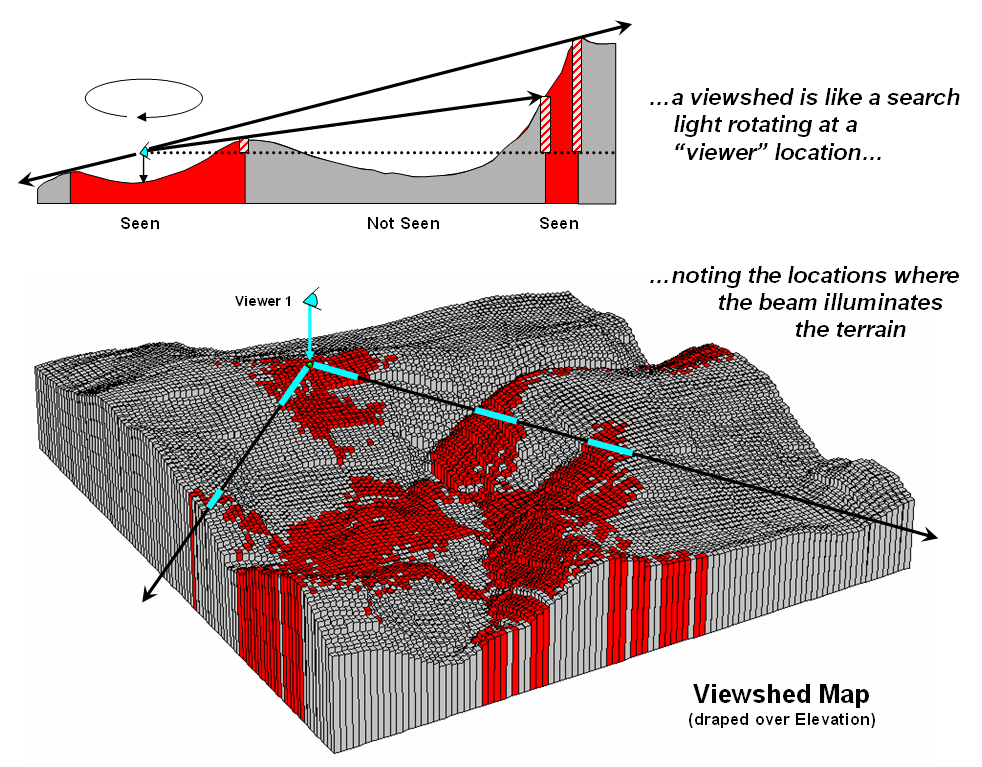 …a viewshed is like a search
light rotating at a
“viewer” location…
Seen
Not Seen
Seen
…noting the locations where
the beam illuminates
the terrain
Viewer 1
Viewshed Map
(draped over Elevation)